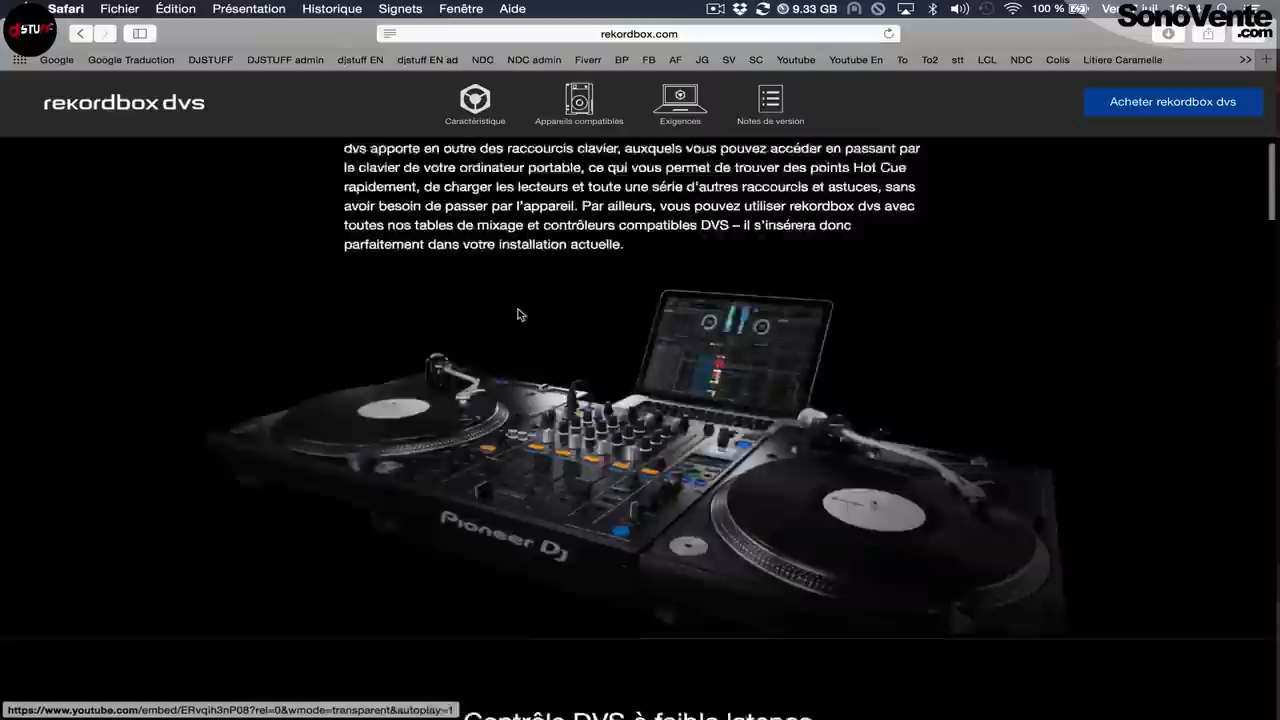 Safari Fichier Édition Présentation Historique Signets Fenêtre Aide 9.33 GB 100 %
DJSTUFF
SonoVente
.com
rekordbox.com
Google Google Traduction DJSTUFF DJSTUFF admin djstuff EN djstuff EN ad NDC NDC admin Fiverr BP FB AF JG SV SC Youtube Youtube En To To2 stt LCL NDC Colis Litiere Caramelle
rekordbox dvs
Caractéristique Appareils compatibles Exigences Notes de version
Acheter rekordbox dvs
dvs apporte en outre des raccourcis clavier, auxquels vous pouvez accéder en passant par
le clavier de votre ordinateur portable, ce qui vous permet de trouver des points Hot Cue
rapidement, de charger les lecteurs et toute une série d'autres raccourcis et astuces, sans
avoir besoin de passer par l'appareil. Par ailleurs, vous pouvez utiliser rekordbox dvs avec
toutes nos tables de mixage et contrôleurs compatibles DVS – il s'insérera donc
parfaitement dans votre installation actuelle.
Pioneer Dj
https://www.youtube.com/embed/ERvqih3nP08?rel=0&wmode=transparent&autoplay=1
Contrôle DVS à faible latence